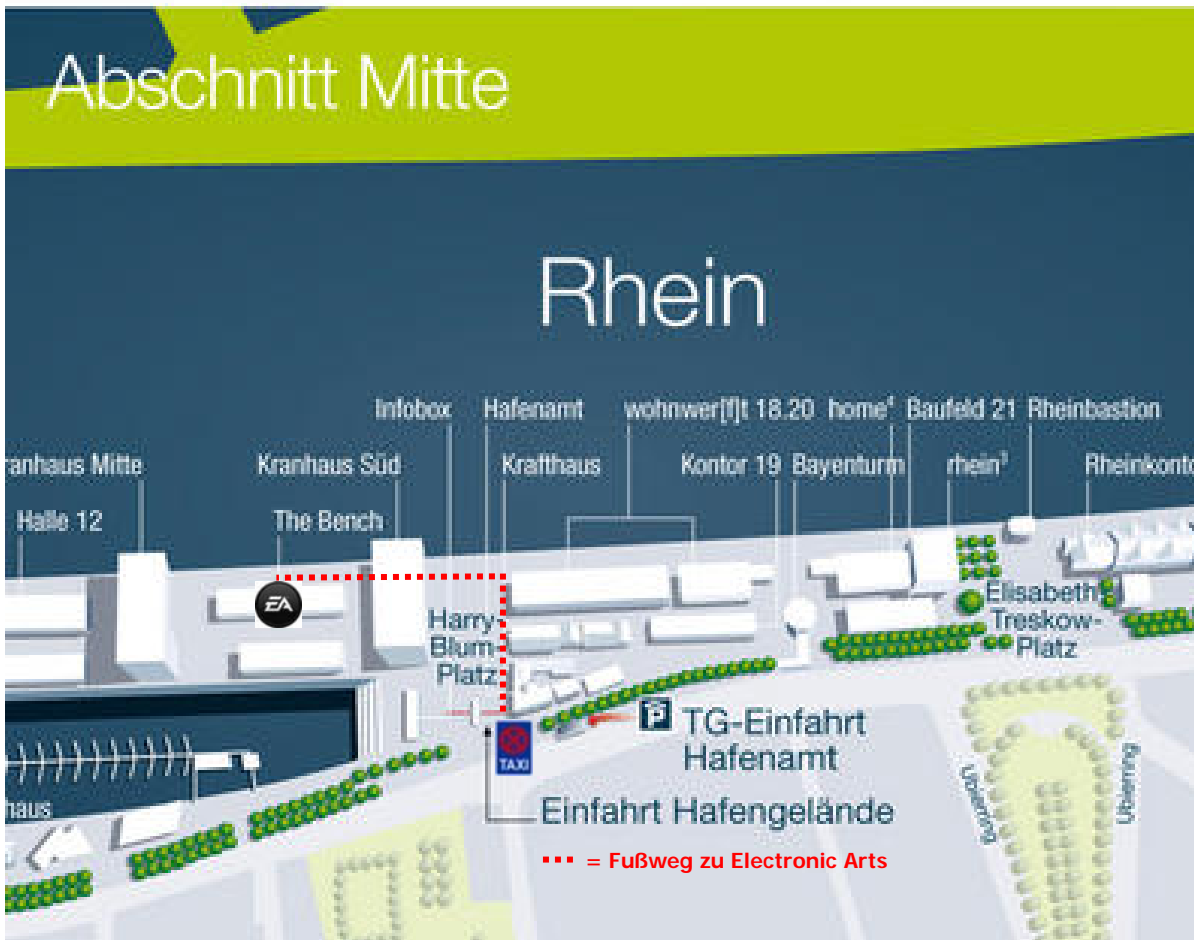 Abschnitt Mitte
Rhein
Infobox
Hafenamt
wohnwer[f]t 18.20
home⁴
Baufeld 21
Rheinbastion
ranhaus Mitte
Kranhaus Süd
Krafthaus
Kontor 19
Bayenturm
rhein³
Rheinkonto
Halle 12
The Bench
EA
Harry-
Blum-
Platz
Elisabeth-
Treskow-
Platz
P
TG-Einfahrt
Hafenamt
TAXI
Einfahrt Hafengelände
haus
Ubierring
Ubierring
= Fußweg zu Electronic Arts